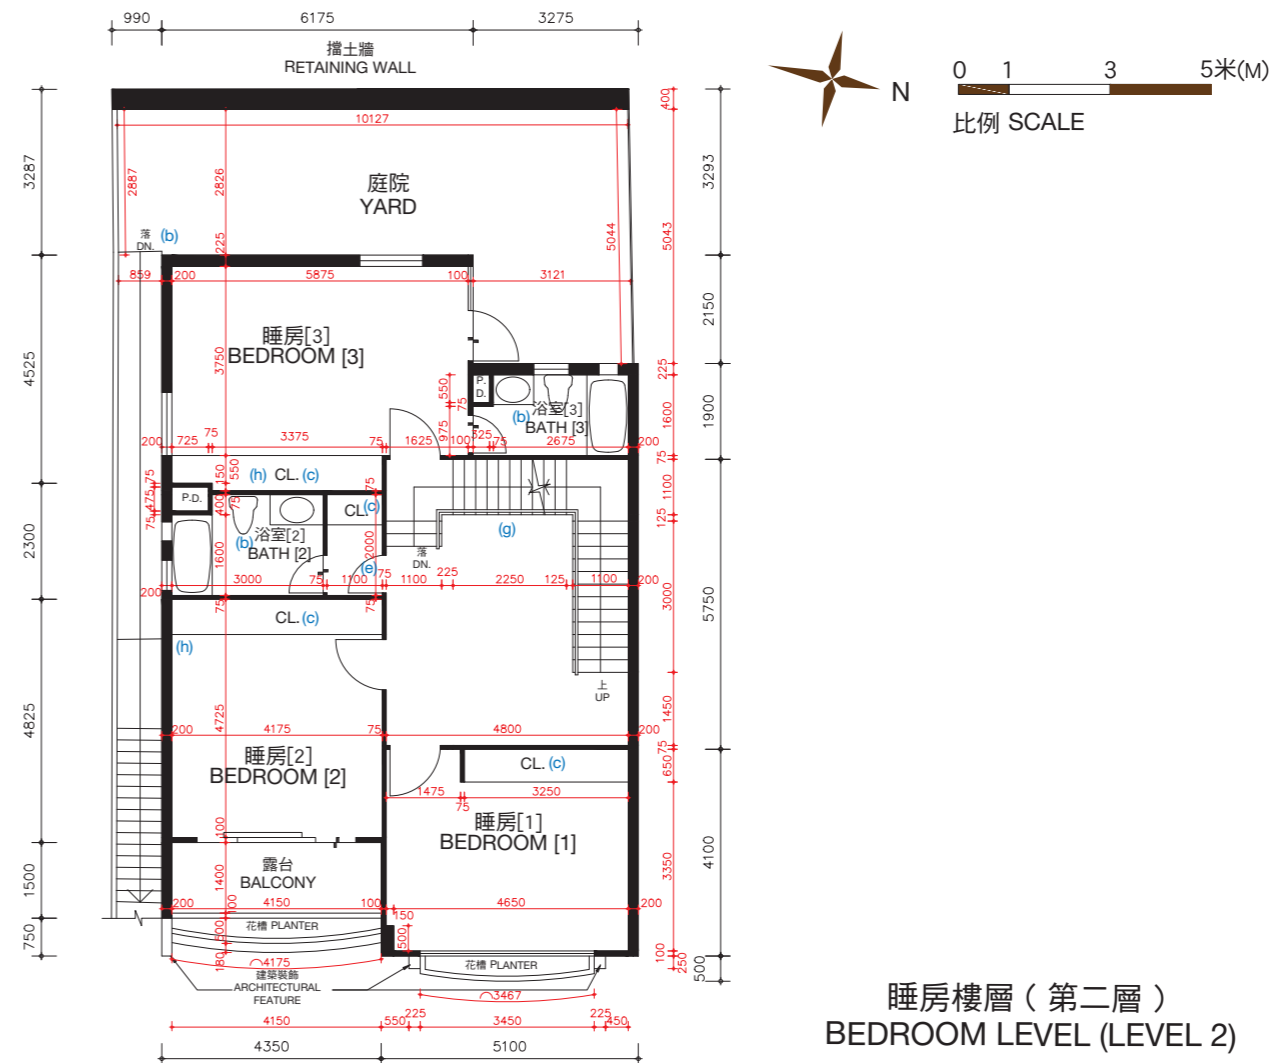 990 6175 3275
擋土牆
RETAINING WALL
N
0 1 3 5米(M)
比例 SCALE
400
10127
3287 2887 2826 5044 5043 3293
庭院
YARD
落
DN. (b)
225
859 200 5875 100 3121
睡房[3]
BEDROOM [3]
3750
2150
4525
225
P.
D.
550
75
浴室[3]
(b) BATH [3]
1600 1900
975
325
200 725 75 3375 75 1625 100 75 2675 200
75
150 550
(h) CL. (c)
75
75 475 75
P.D.
400 75
CL. (c)
1100
125
(g)
浴室[2]
(b) BATH [2]
1600 2000
落
DN.
2300
200 3000 75 1100 (e) 75 1100 225 2250 125 1100 200
3000
5750
75 75
CL. (c)
(h)
上
UP
4825 4725 1450
200 4175 75 4800 200
75
650
睡房[2]
BEDROOM [2]
CL. (c)
1475 75 3250
睡房[1]
BEDROOM [1]
100
露台
BALCONY
1500 1400 3350 4100
200 4150 100 4650 200
100
150
花槽 PLANTER
750 500 180 500
4175
花槽 PLANTER
100
250
500
建築裝飾
ARCHITECTURAL
FEATURE
3467
4150 550 225 3450 225 450
4350 5100
睡房樓層 ( 第二層 )
BEDROOM LEVEL (LEVEL 2)